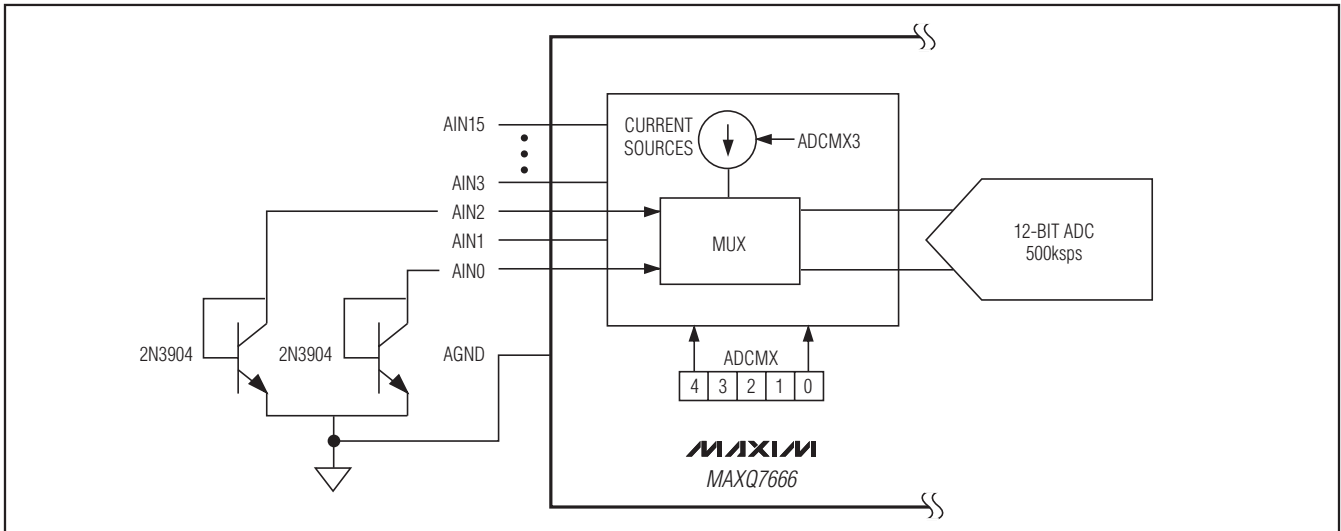 AIN15
AIN3
AIN2
AIN1
AIN0
AGND
2N3904
2N3904
CURRENT
SOURCES
ADCMX3
MUX
12-BIT ADC
500ksps
ADCMX
4 3 2 1 0
MAXIM
MAXQ7666